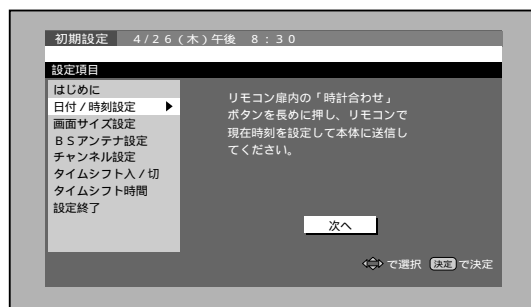 初期設定 4/26(木)午後 8:30
設定項目
はじめに
日付/時刻設定 ▶
画面サイズ設定
BSアンテナ設定
チャンネル設定
タイムシフト入/切
タイムシフト時間
設定終了
リモコン扉内の「時計合わせ」
ボタンを長めに押し、リモコンで
現在時刻を設定して本体に送信し
てください。
次へ
で選択 決定 で決定